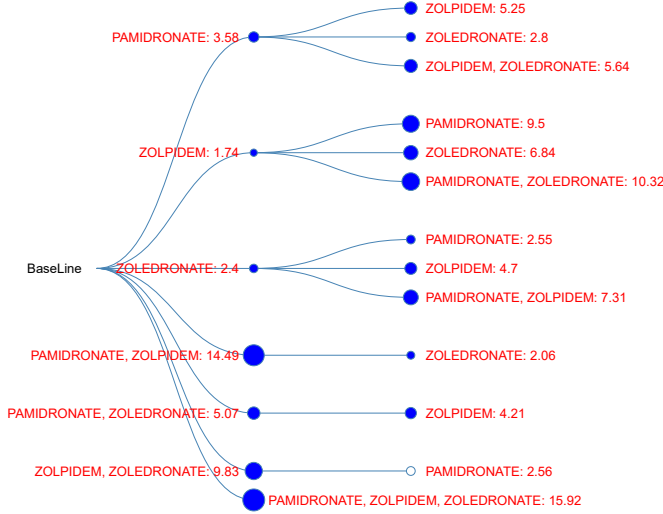 ZOLPIDEM: 5.25
PAMIDRONATE: 3.58
ZOLEDRONATE: 2.8
ZOLPIDEM, ZOLEDRONATE: 5.64
PAMIDRONATE: 9.5
ZOLPIDEM: 1.74
ZOLEDRONATE: 6.84
PAMIDRONATE, ZOLEDRONATE: 10.32
PAMIDRONATE: 2.55
BaseLine
ZOLEDRONATE: 2.4
ZOLPIDEM: 4.7
PAMIDRONATE, ZOLPIDEM: 7.31
PAMIDRONATE, ZOLPIDEM: 14.49
ZOLEDRONATE: 2.06
PAMIDRONATE, ZOLEDRONATE: 5.07
ZOLPIDEM: 4.21
ZOLPIDEM, ZOLEDRONATE: 9.83
PAMIDRONATE: 2.56
PAMIDRONATE, ZOLPIDEM, ZOLEDRONATE: 15.92